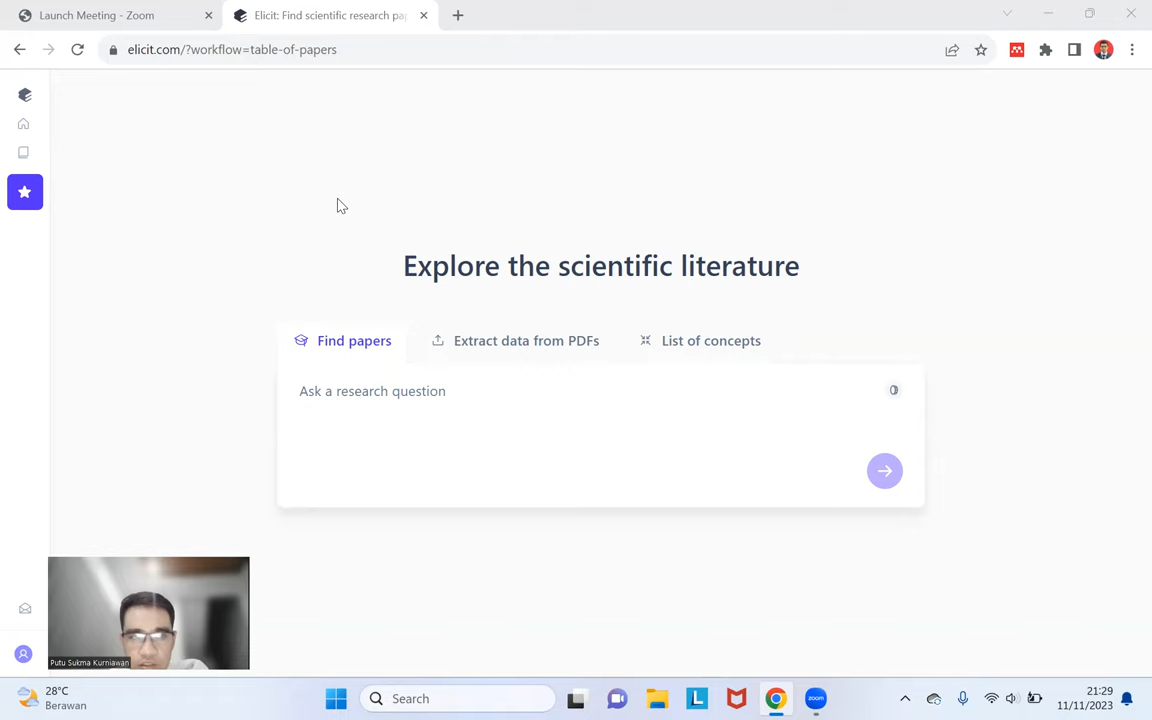 Launch Meeting - Zoom
Elicit: Find scientific research pap
elicit.com/?workflow=table-of-papers
Explore the scientific literature
Find papers
Extract data from PDFs
List of concepts
Ask a research question
Putu Sukma Kurniawan
28°C
Berawan
Search
L
zoom
21:29
11/11/2023